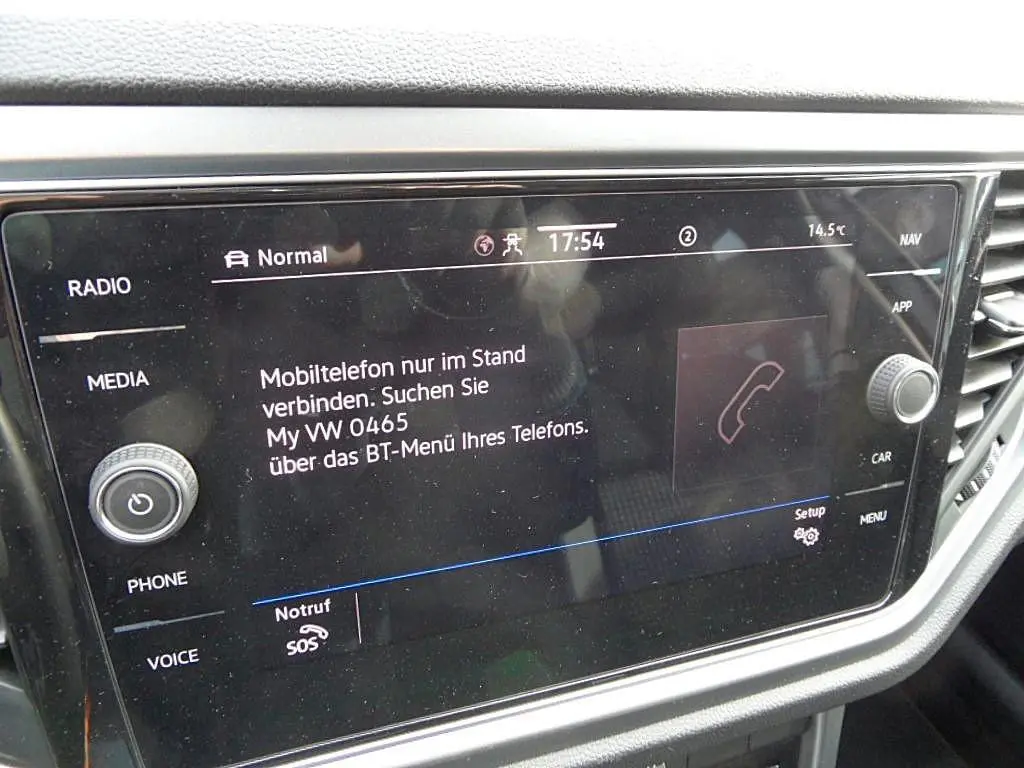 Normal
17:54
2
14.5°C
NAV
RADIO
APP
Mobiltelefon nur im Stand
verbinden. Suchen Sie
My VW 0465
über das BT-Menü Ihres Telefons.
MEDIA
CAR
Setup
MENU
PHONE
Notruf
SOS
VOICE